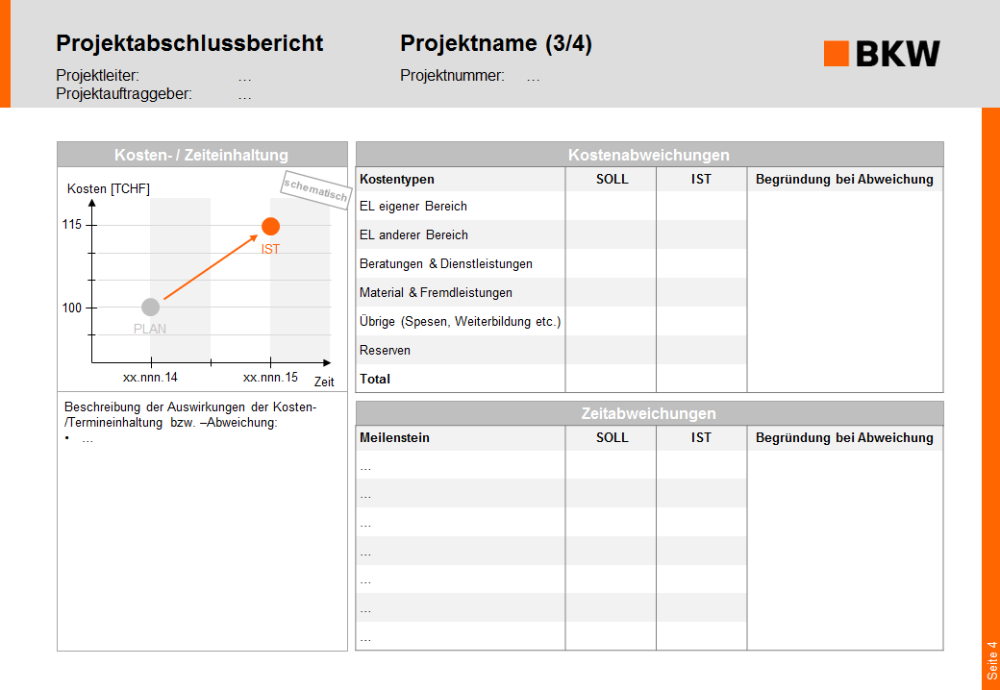 Projektabschlussbericht
Projektname (3/4)
Projektleiter: …
Projektnummer: …
Projektauftraggeber: …
BKW
Kosten- / Zeiteinhaltung
Kosten [TCHF]
schematisch
115
IST
100
PLAN
xx.nnn.14
xx.nnn.15
Zeit
Beschreibung der Auswirkungen der Kosten-
/Termineinhaltung bzw. –Abweichung:
• …
Kostenabweichungen
Kostentypen SOLL IST Begründung bei Abweichung
EL eigener Bereich
EL anderer Bereich
Beratungen & Dienstleistungen
Material & Fremdleistungen
Übrige (Spesen, Weiterbildung etc.)
Reserven
Total
Zeitabweichungen
Meilenstein SOLL IST Begründung bei Abweichung
…
…
…
…
…
…
…
Seite 4